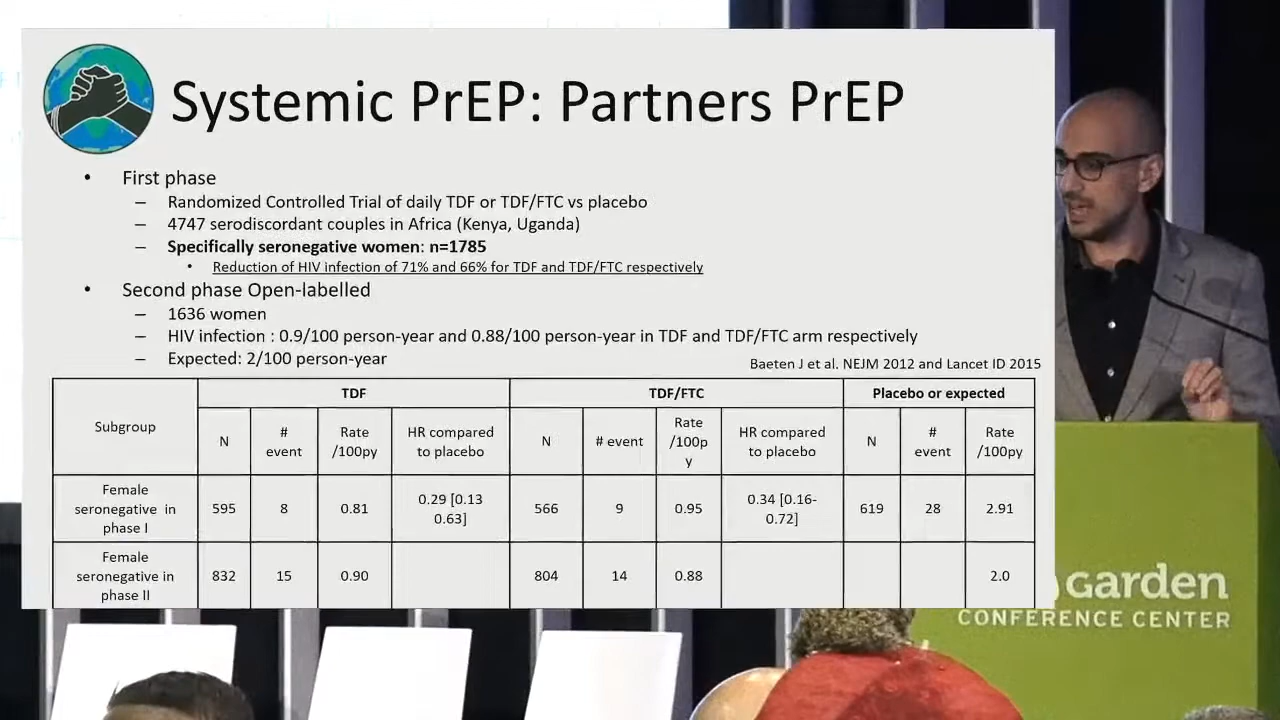 Systemic PrEP: Partners PrEP
• First phase
– Randomized Controlled Trial of daily TDF or TDF/FTC vs placebo
– 4747 serodiscordant couples in Africa (Kenya, Uganda)
– Specifically seronegative women: n=1785
• Reduction of HIV infection of 71% and 66% for TDF and TDF/FTC respectively
• Second phase Open-labelled
– 1636 women
– HIV infection : 0.9/100 person-year and 0.88/100 person-year in TDF and TDF/FTC arm respectively
– Expected: 2/100 person-year
Baeten J et al. NEJM 2012 and Lancet ID 2015
Subgroup
TDF
TDF/FTC
Placebo or expected
N
#
event
Rate
/100py
HR compared
to placebo
N
# event
Rate
/100p
y
HR compared
to placebo
N
#
event
Rate
/100py
Female
seronegative in
phase I
595
8
0.81
0.29 [0.13
0.63]
566
9
0.95
0.34 [0.16-
0.72]
619
28
2.91
Female
seronegative in
phase II
832
15
0.90
804
14
0.88
2.0
garden
CONFERENCE CENTER